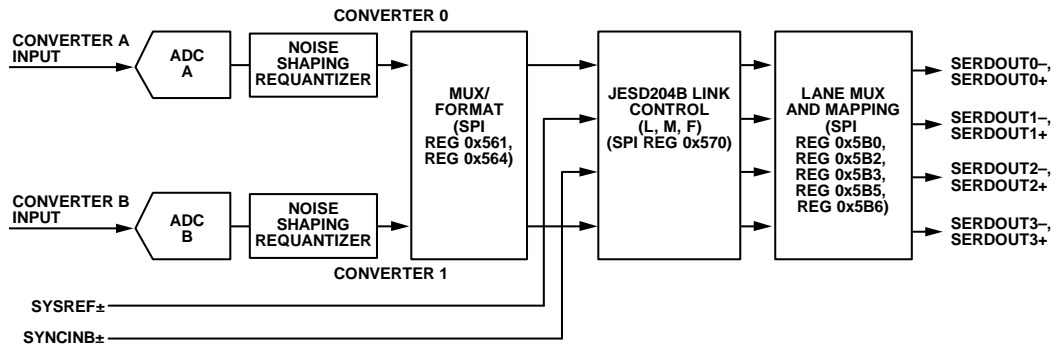 CONVERTER 0
CONVERTER A
INPUT
ADC
A
NOISE
SHAPING
REQUANTIZER
MUX/
FORMAT
(SPI
REG 0x561,
REG 0x564)
JESD204B LINK
CONTROL
(L, M, F)
(SPI REG 0x570)
LANE MUX
AND MAPPING
(SPI
REG 0x5B0,
REG 0x5B2,
REG 0x5B3,
REG 0x5B5,
REG 0x5B6)
SERDOUT0–,
SERDOUT0+
SERDOUT1–,
SERDOUT1+
SERDOUT2–,
SERDOUT2+
SERDOUT3–,
SERDOUT3+
CONVERTER B
INPUT
ADC
B
NOISE
SHAPING
REQUANTIZER
CONVERTER 1
SYSREF±
SYNCINB±